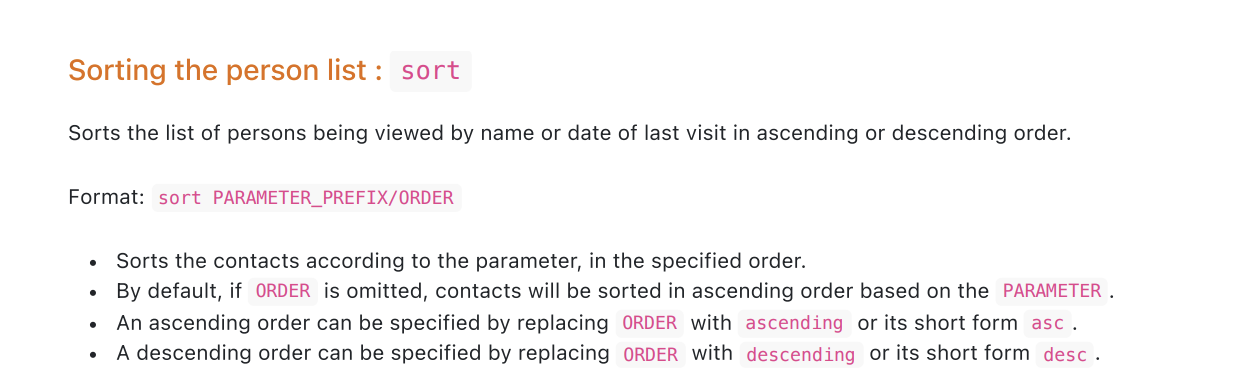 Sorting the person list : sort
Sorts the list of persons being viewed by name or date of last visit in ascending or descending order.
Format: sort PARAMETER_PREFIX/ORDER
• Sorts the contacts according to the parameter, in the specified order.
• By default, if ORDER is omitted, contacts will be sorted in ascending order based on the PARAMETER .
• An ascending order can be specified by replacing ORDER with ascending or its short form asc .
• A descending order can be specified by replacing ORDER with descending or its short form desc .